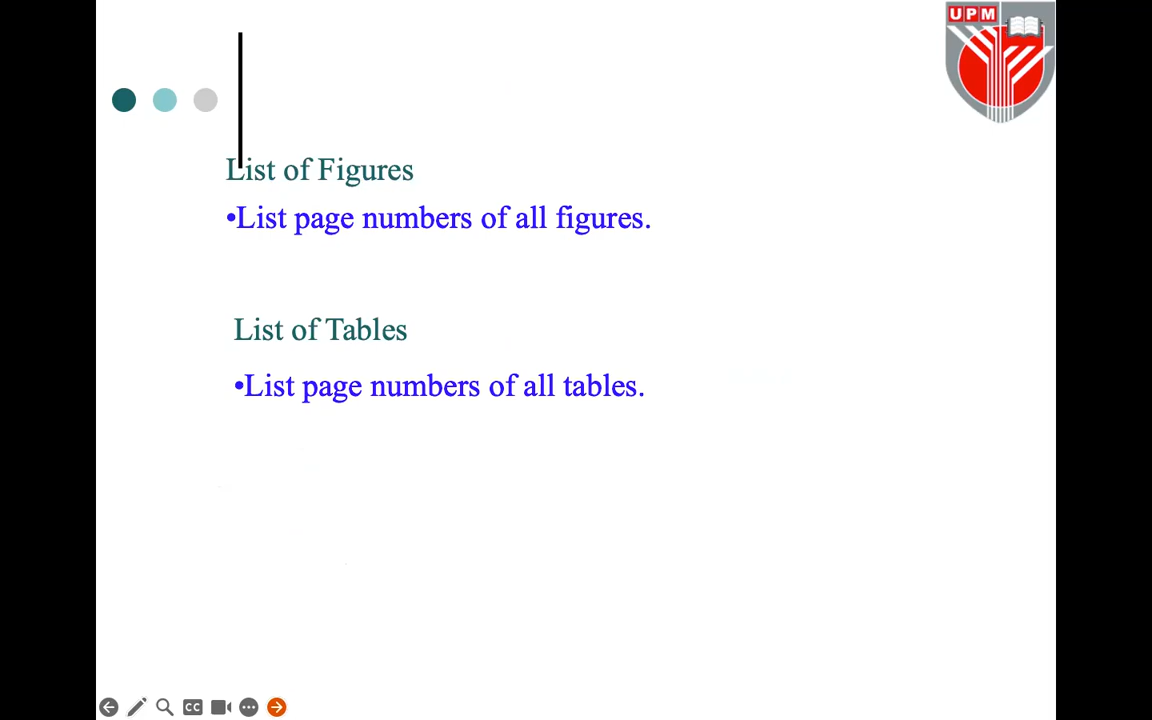 UPM
List of Figures
•List page numbers of all figures.
List of Tables
•List page numbers of all tables.
CC